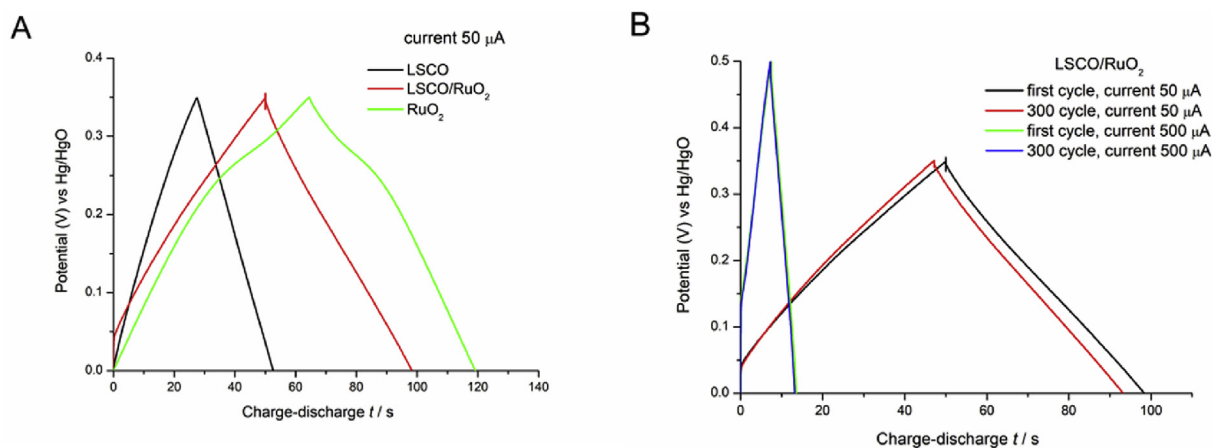 A
current 50 μA
LSCO
LSCO/RuO₂
RuO₂
0.4
0.3
0.2
0.1
0.0
Potential (V) vs Hg/HgO
0 20 40 60 80 100 120 140
Charge-discharge t / s
B
LSCO/RuO₂
first cycle, current 50 μA
300 cycle, current 50 μA
first cycle, current 500 μA
300 cycle, current 500 μA
0.5
0.4
0.3
0.2
0.1
0.0
Potential (V) vs Hg/HgO
0 20 40 60 80 100
Charge-discharge t / s